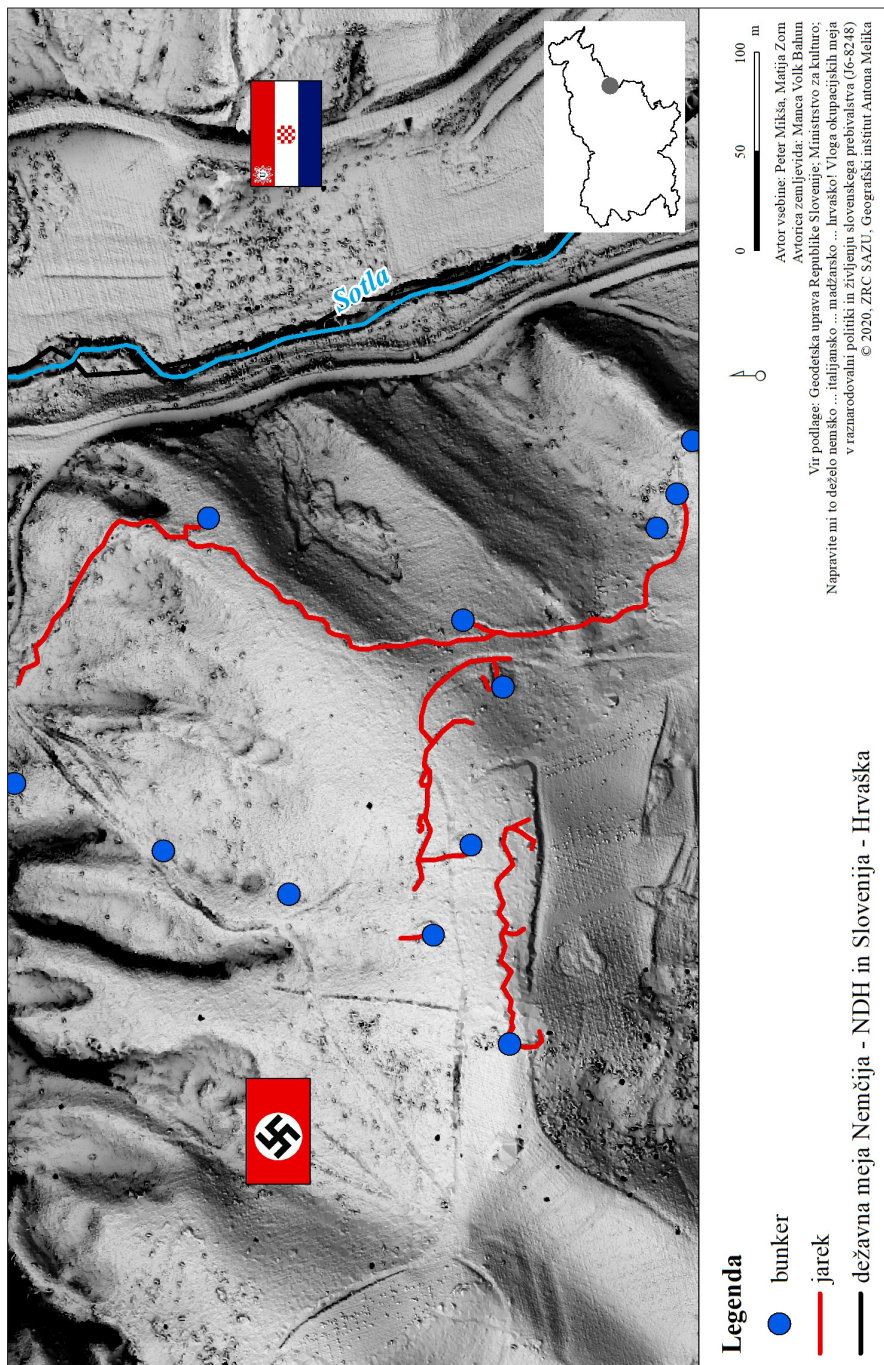 Sotla
Legenda
bunker
jarek
dežavna meja Nemčija - NDH in Slovenija - Hrvaška
0 50 100 m
Avtor vsebine: Peter Mikša, Matija Zorn
Avtorica zemljevida: Manca Volk Bahun
Vir podlage: Geodetska uprava Republike Slovenije; Ministrstvo za kulturo;
Napravite mi to deželo nemško ... italijansko ... madžarsko ... hrvaško! Vloga okupacijskih meja
v raznarodovalni politiki in življenju slovenskega prebivalstva (J6-8248)
© 2020, ZRC SAZU, Geografski inštitut Antona Melika
U